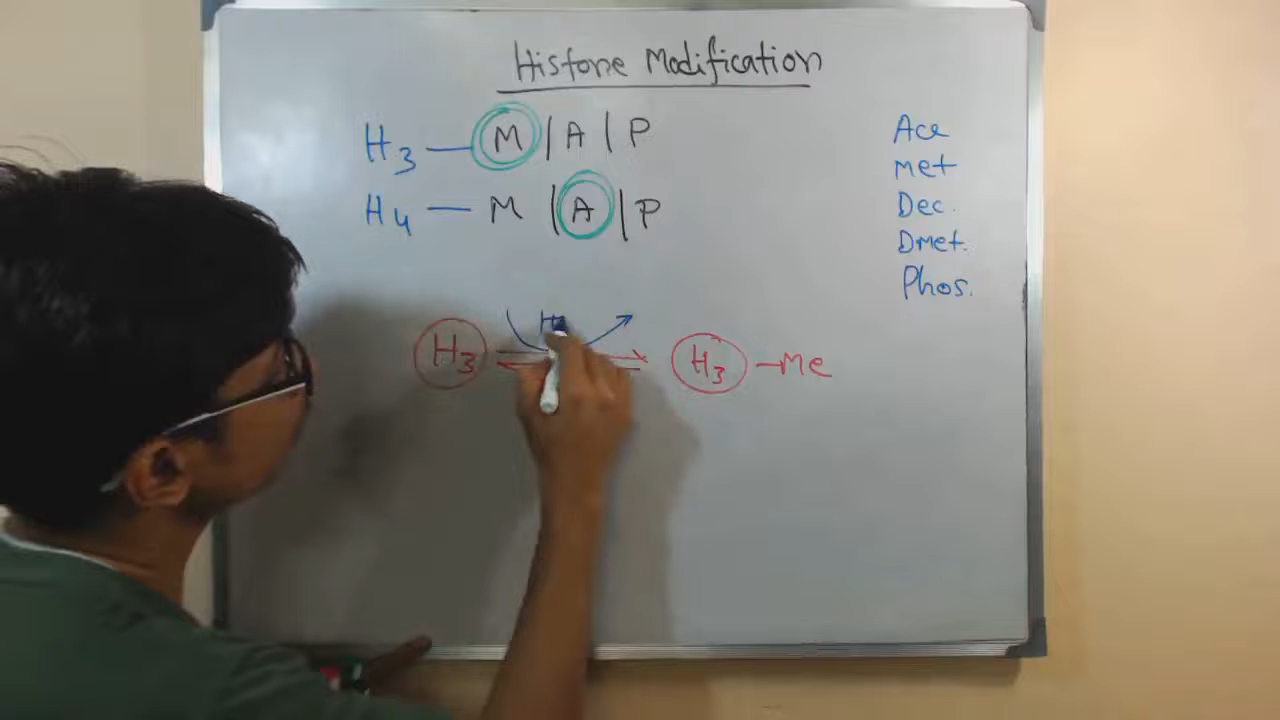 Histone Modification
H3 — M | A | P
H4 — M | A | P
Ace
Met
Dec.
Dmet.
Phos.
H
H3
H3 — Me